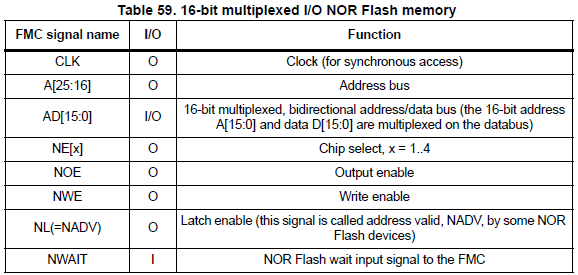 Table 59. 16-bit multiplexed I/O NOR Flash memory
FMC signal name I/O Function
CLK O Clock (for synchronous access)
A[25:16] O Address bus
AD[15:0] I/O 16-bit multiplexed, bidirectional address/data bus (the 16-bit address
A[15:0] and data D[15:0] are multiplexed on the databus)
NE[x] O Chip select, x = 1..4
NOE O Output enable
NWE O Write enable
NL(=NADV) O Latch enable (this signal is called address valid, NADV, by some NOR
Flash devices)
NWAIT I NOR Flash wait input signal to the FMC